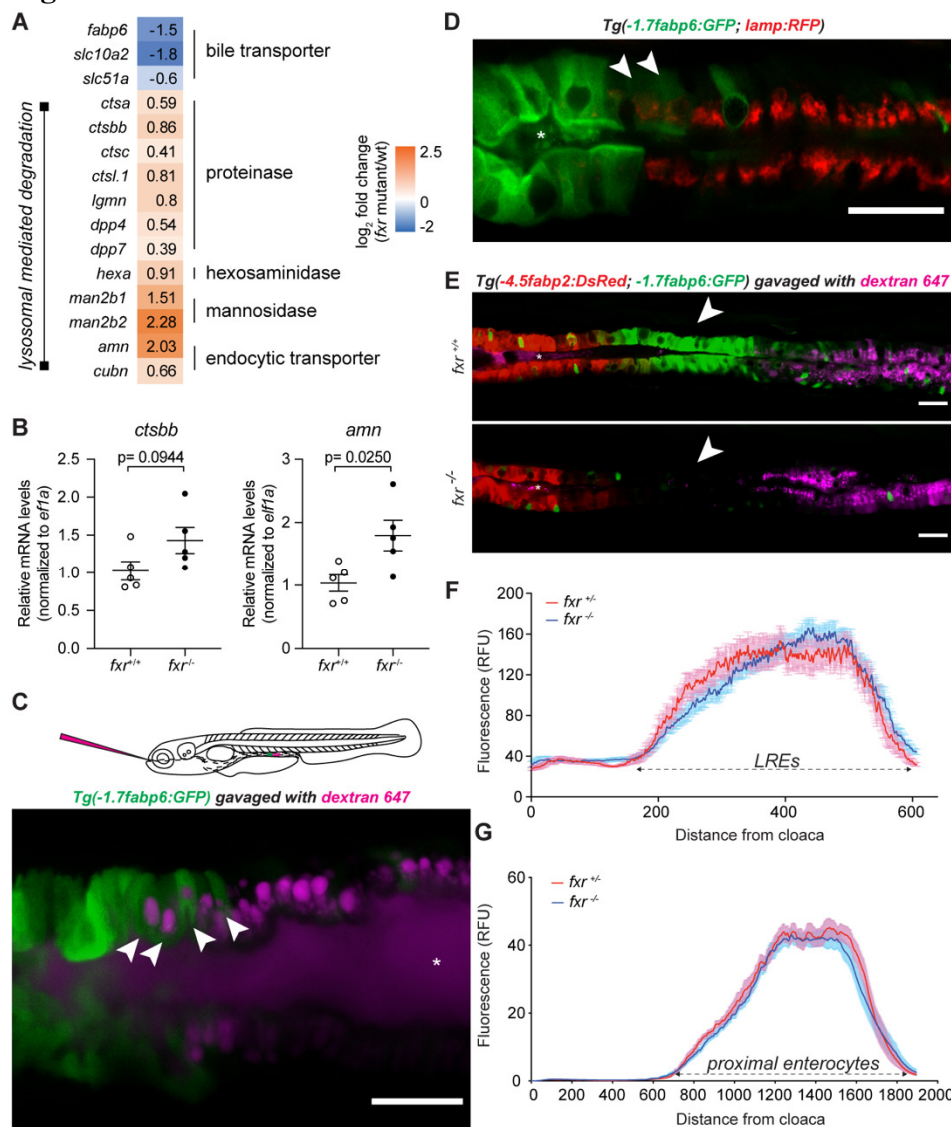 A
fabp6 -1.5
slc10a2 -1.8
slc51a -0.6
bile transporter
ctsa 0.59
ctsbb 0.86
ctsc 0.41
ctsl.1 0.81
lgmn 0.8
dpp4 0.54
dpp7 0.39
proteinase
hexa 0.91 hexosaminidase
man2b1 1.51
man2b2 2.28
mannosidase
amn 2.03
cubn 0.66
endocytic transporter
lysosomal mediated degradation
log2 fold change
(fxr mutant/wt)
2.5
0
-2
B
ctsbb
p= 0.0944
Relative mRNA levels
(normalized to elf1a)
2.5
2.0
1.5
1.0
0.5
0.0
fxr+/+ fxr-/-
amn
p= 0.0250
Relative mRNA levels
(normalized to elf1a)
3
2
1
0
fxr+/+ fxr-/-
C
Tg(-1.7fabp6:GFP) gavaged with dextran 647
*
D
Tg(-1.7fabp6:GFP; lamp:RFP)
*
E
Tg(-4.5fabp2:DsRed; -1.7fabp6:GFP) gavaged with dextran 647
fxr+/+
*
fxr-/-
*
F
fxr+/-
fxr-/-
Fluorescence (RFU)
200
160
120
80
40
0
LREs
0 200 400 600
Distance from cloaca
G
fxr+/-
fxr-/-
Fluorescence (RFU)
60
40
20
0
proximal enterocytes
0 200 400 600 800 1000 1200 1400 1600 1800 2000
Distance from cloaca